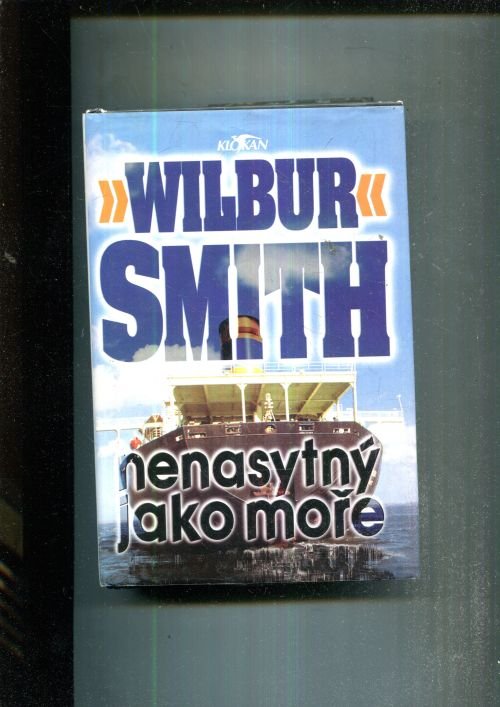 KLOKAN
»WILBUR«
SMITH
nenasytný
jako moře